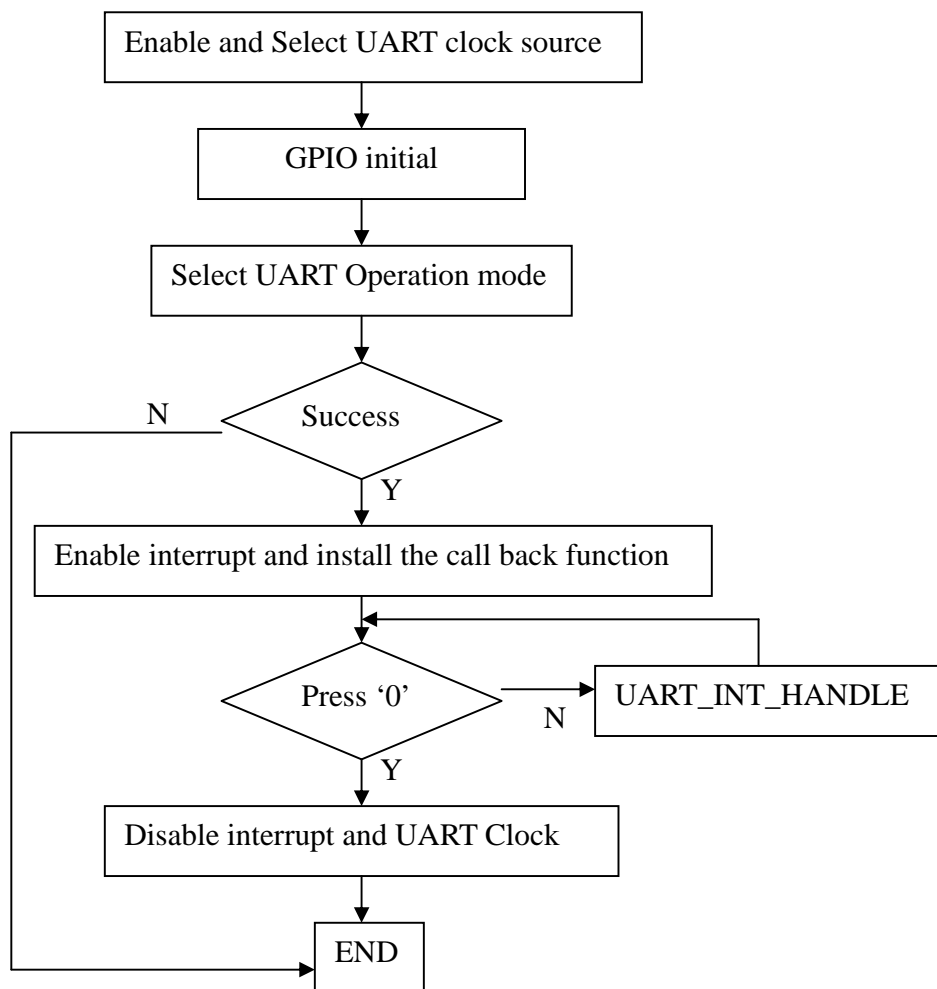 Enable and Select UART clock source
GPIO initial
Select UART Operation mode
Success
N
Y
Enable interrupt and install the call back function
Press ‘0’
N
UART_INT_HANDLE
Y
Disable interrupt and UART Clock
END